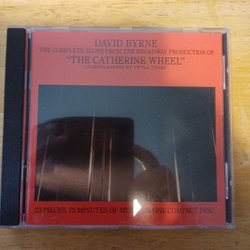 DAVID BYRNE
THE COMPLETE SCORE FROM THE BROADWAY PRODUCTION OF
"THE CATHERINE WHEEL"
CHOREOGRAPHED BY TWYLA THARP
23 PIECES, 72 MINUTES OF MUSIC ON ONE COMPACT DISC.